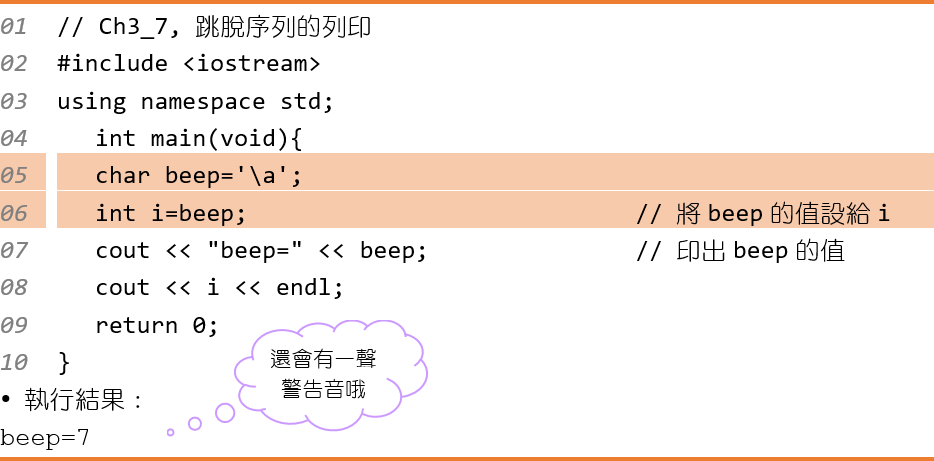 01 // Ch3_7, 跳脫序列的列印
02 #include <iostream>
03 using namespace std;
04 int main(void){
05 char beep='\a';
06 int i=beep; // 將 beep 的值設給 i
07 cout << "beep=" << beep; // 印出 beep 的值
08 cout << i << endl;
09 return 0;
10 }
還會有一聲
警告音哦
• 執行結果：
beep=7